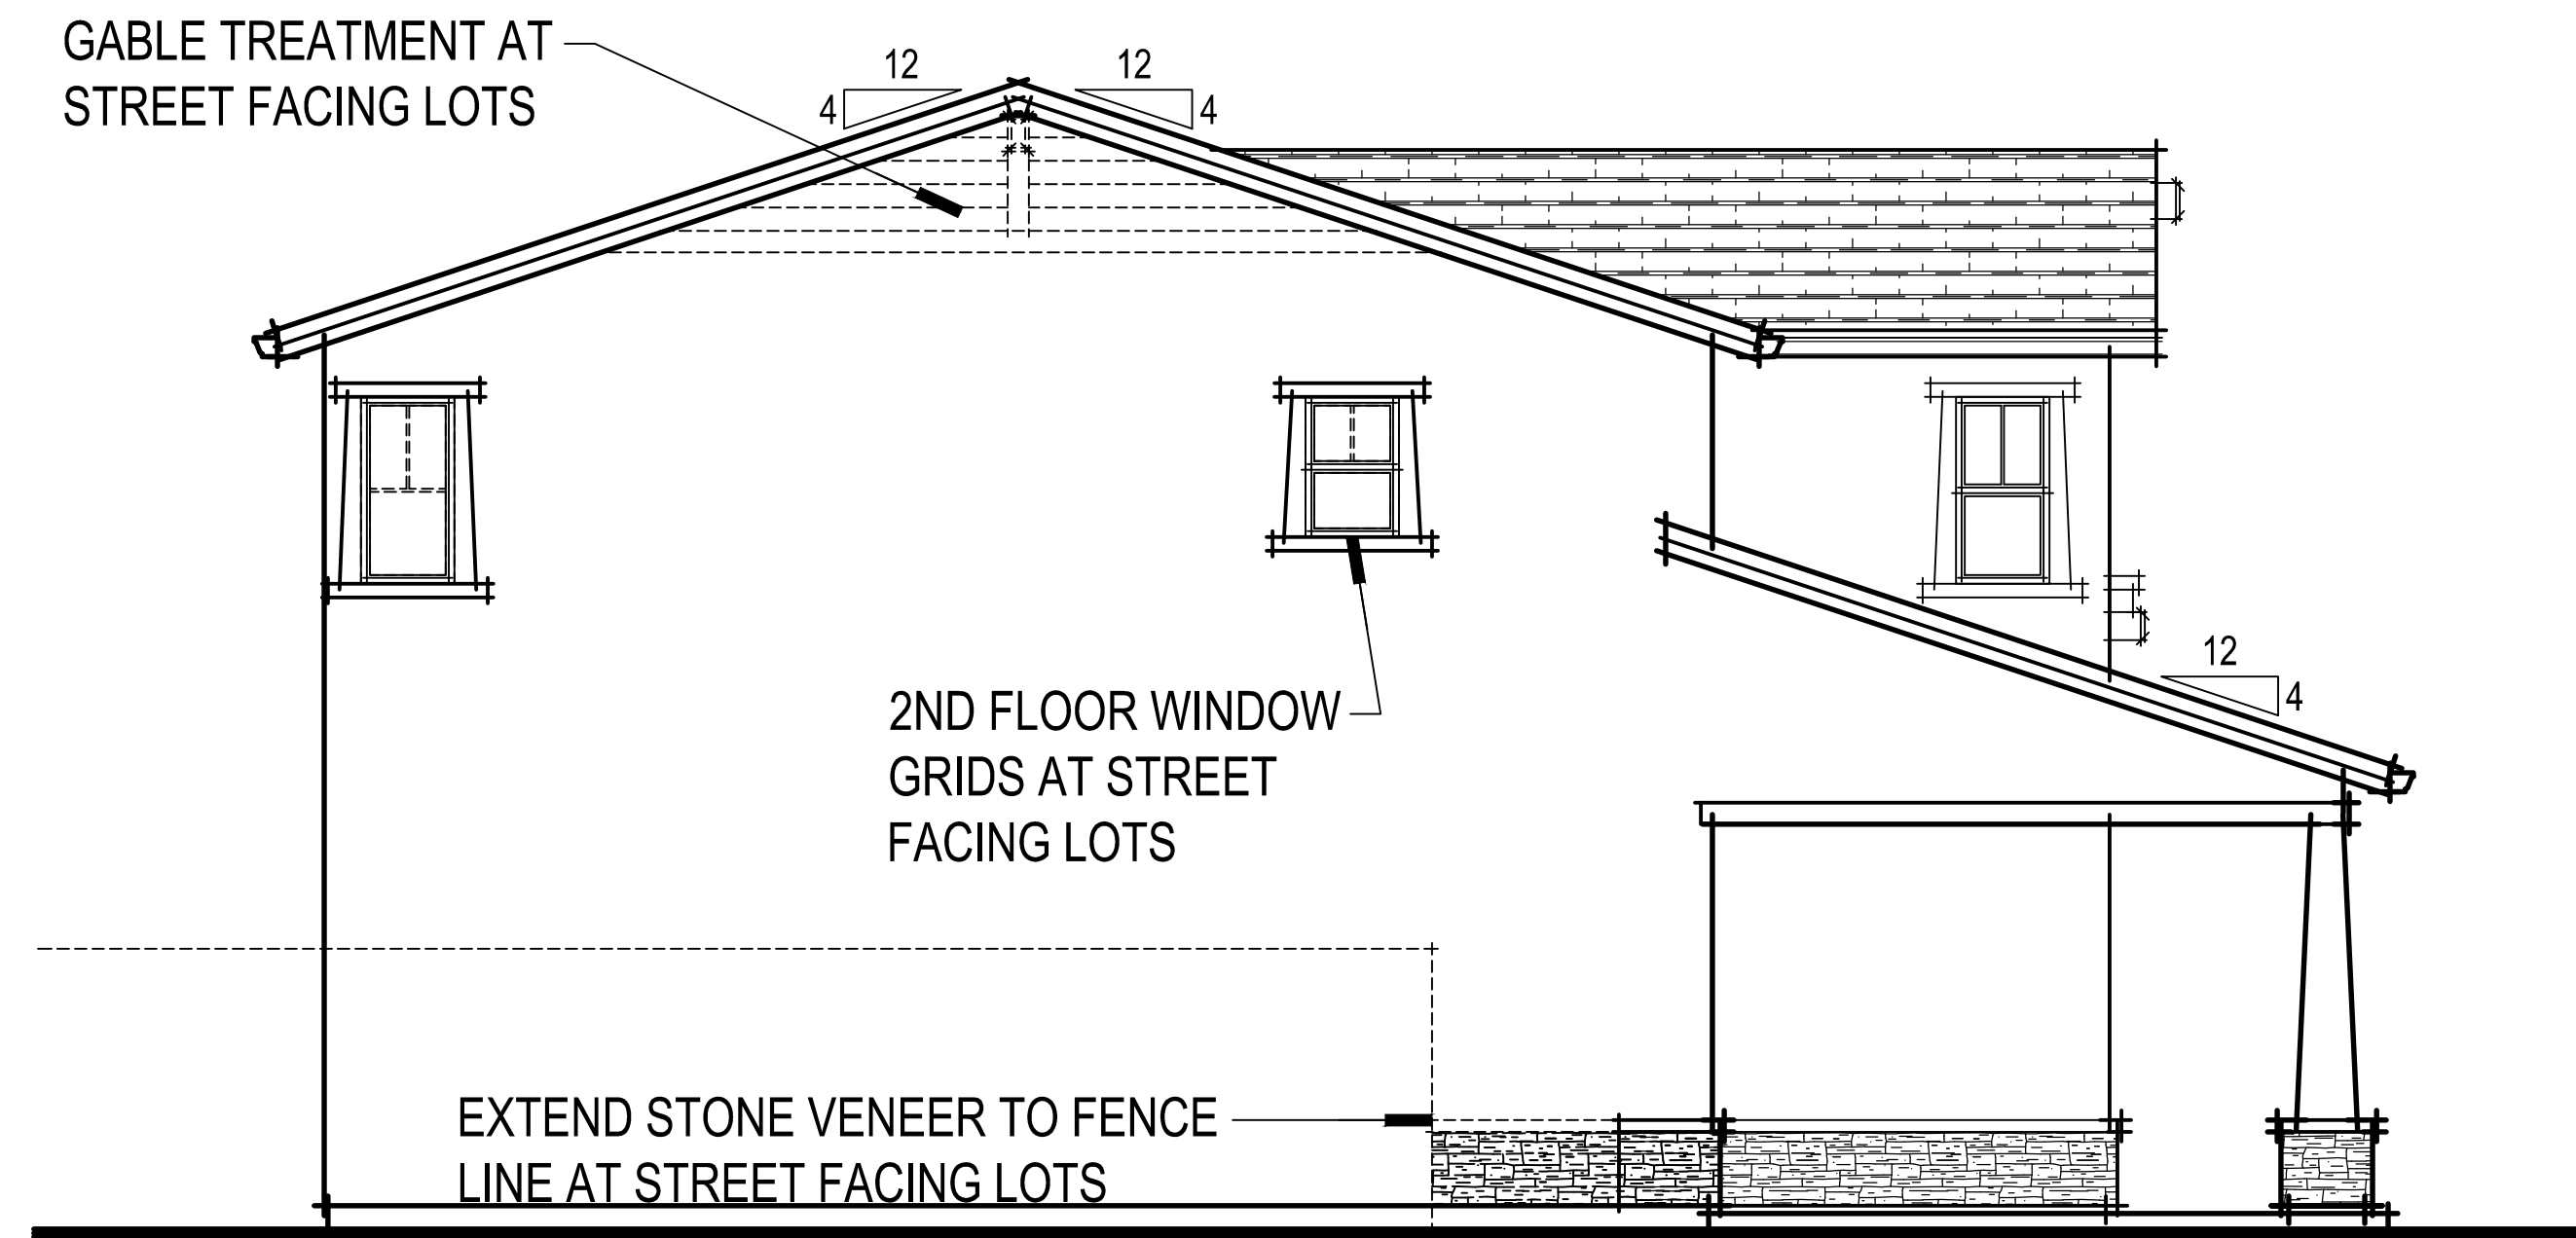 GABLE TREATMENT AT
STREET FACING LOTS
12
4
12
4
2ND FLOOR WINDOW
GRIDS AT STREET
FACING LOTS
12
4
EXTEND STONE VENEER TO FENCE
LINE AT STREET FACING LOTS